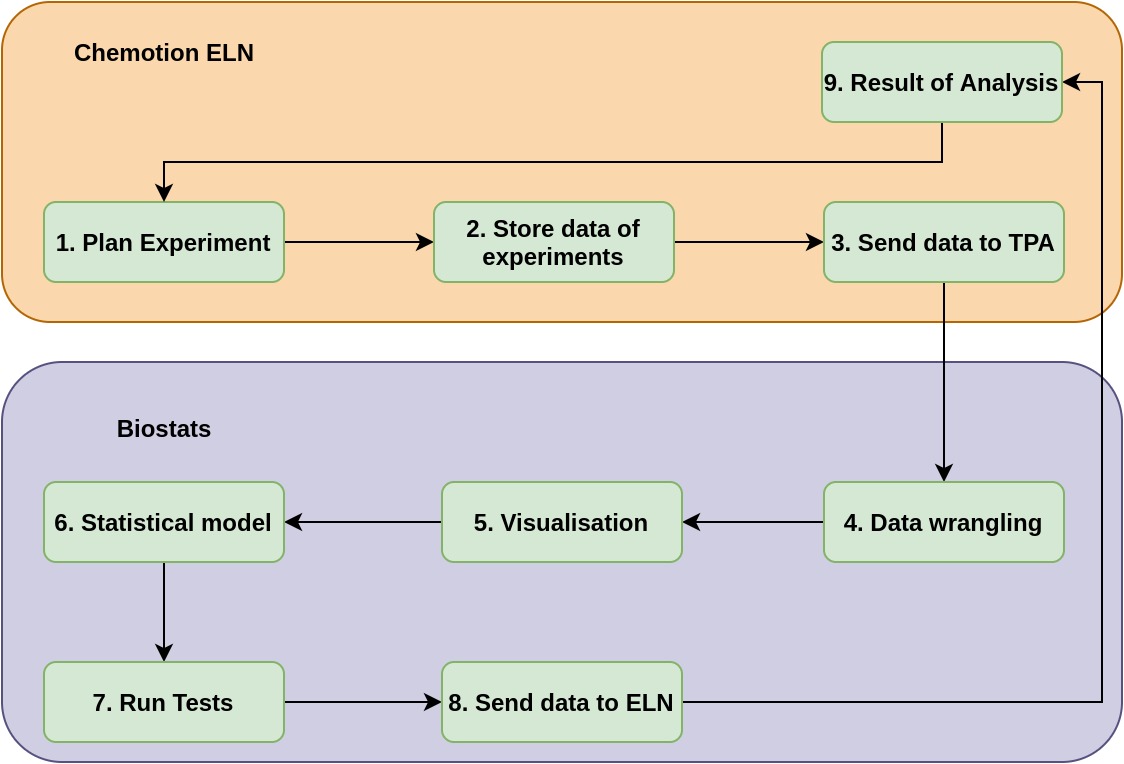 Chemotion ELN
9. Result of Analysis
1. Plan Experiment
2. Store data of
experiments
3. Send data to TPA
Biostats
6. Statistical model
5. Visualisation
4. Data wrangling
7. Run Tests
8. Send data to ELN